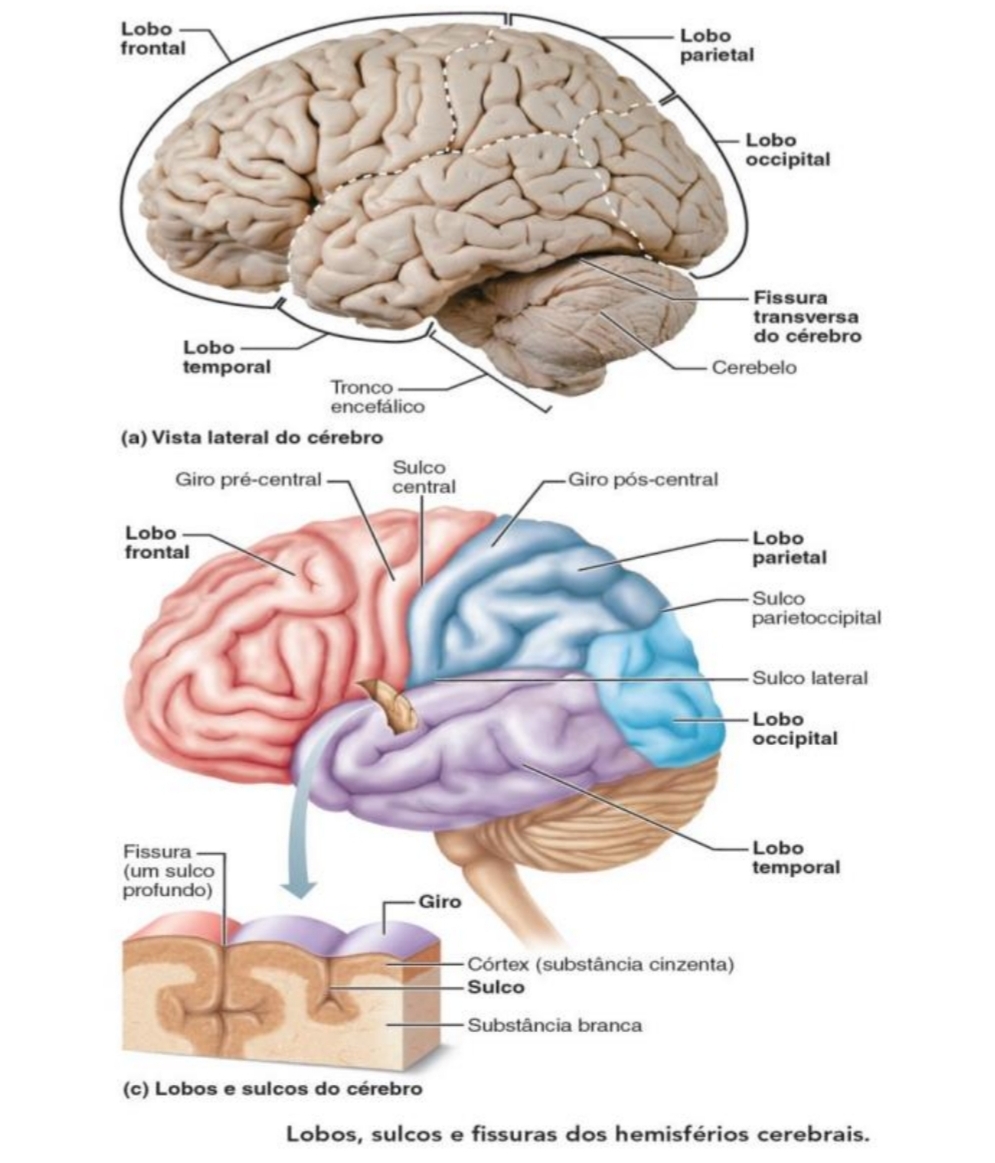 Lobo
frontal
Lobo
parietal
Lobo
occipital
Fissura
transversa
do cérebro
Cerebelo
Lobo
temporal
Tronco
encefálico
(a) Vista lateral do cérebro
Giro pré-central
Sulco
central
Giro pós-central
Lobo
frontal
Lobo
parietal
Sulco
parietoccipital
Sulco lateral
Lobo
occipital
Lobo
temporal
Fissura
(um sulco
profundo)
Giro
Córtex (substância cinzenta)
Sulco
Substância branca
(c) Lobos e sulcos do cérebro
Lobos, sulcos e fissuras dos hemisférios cerebrais.